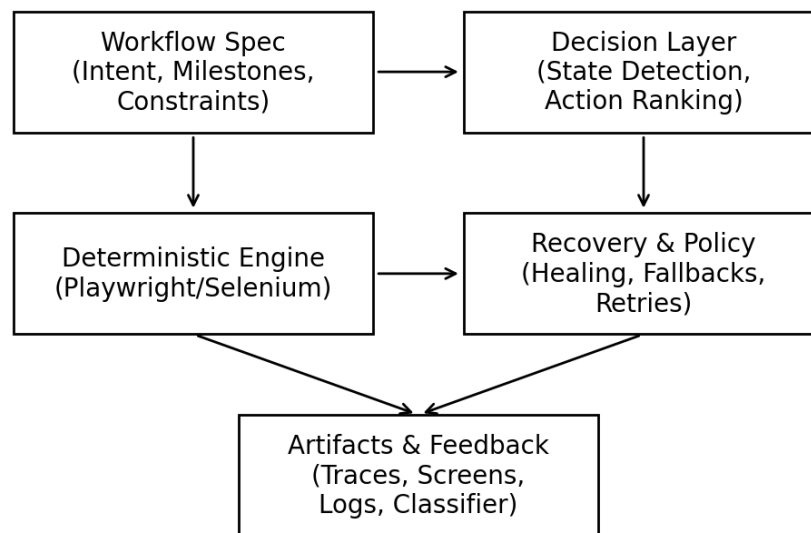 Workflow Spec
(Intent, Milestones,
Constraints)
Decision Layer
(State Detection,
Action Ranking)
Deterministic Engine
(Playwright/Selenium)
Recovery & Policy
(Healing, Fallbacks,
Retries)
Artifacts & Feedback
(Traces, Screens,
Logs, Classifier)